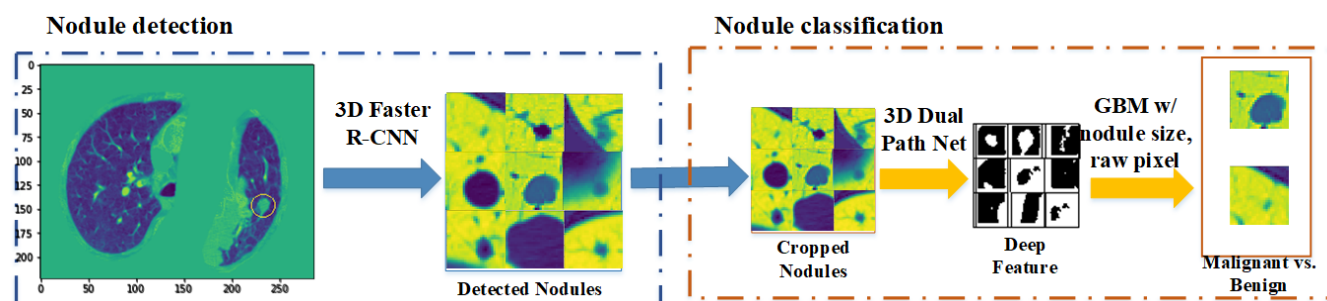 Nodule detection
0
25
50
75
100
125
150
175
200
0
50
100
150
200
250
3D Faster
R-CNN
Detected Nodules
Nodule classification
Cropped
Nodules
3D Dual
Path Net
Deep
Feature
GBM w/
nodule size,
raw pixel
Malignant vs.
Benign